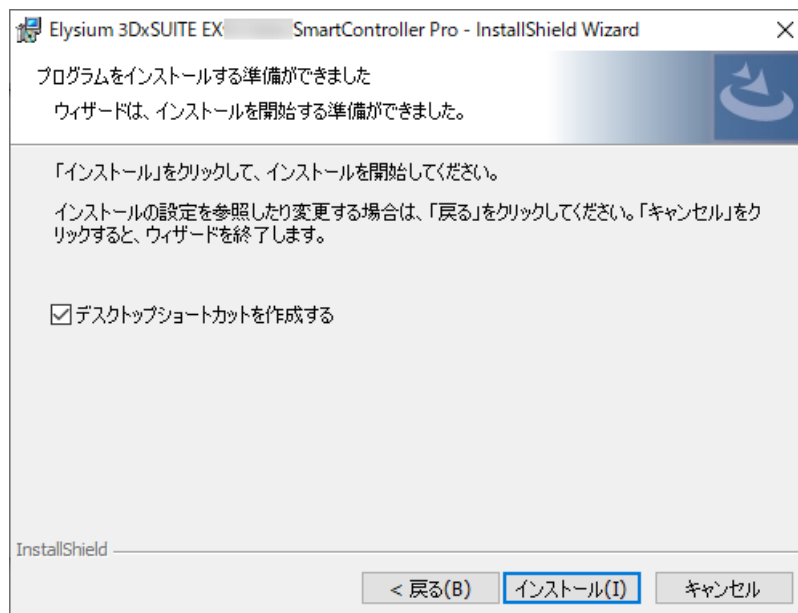 Elysium 3DxSUITE EX SmartController Pro - InstallShield Wizard
プログラムをインストールする準備ができました
ウィザードは、インストールを開始する準備ができました。
「インストール」をクリックして、インストールを開始してください。
インストールの設定を参照したり変更する場合は、「戻る」をクリックしてください。「キャンセル」をク
リックすると、ウィザードを終了します。
デスクトップショートカットを作成する
InstallShield
< 戻る(B)
インストール(I)
キャンセル